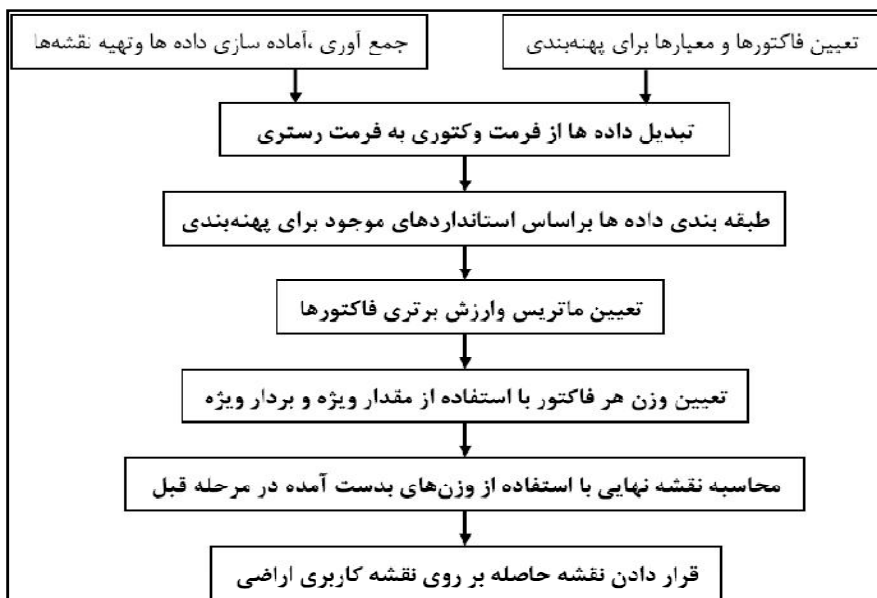 تعیین فاکتورها و معیارها برای پهنه‌بندی
جمع آوری ،آماده سازی داده ها وتهیه نقشه‌ها
تبدیل داده ها از فرمت وکتوری به فرمت رستری
طبقه بندی داده ها براساس استانداردهای موجود برای پهنه‌بندی
تعیین ماتریس وارزش برتری فاکتورها
تعیین وزن هر فاکتور با استفاده از مقدار ویژه و بردار ویژه
محاسبه نقشه نهایی با استفاده از وزن‌های بدست آمده در مرحله قبل
قرار دادن نقشه حاصله بر روی نقشه کاربری اراضی